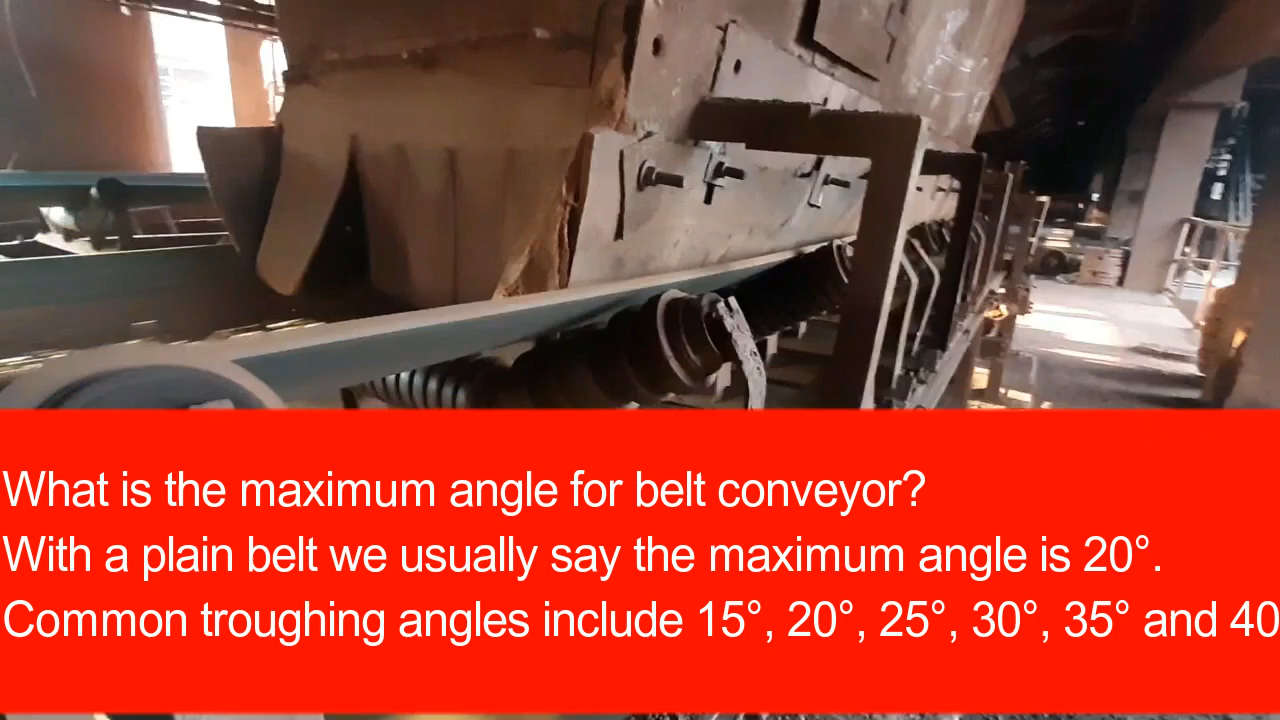 What is the maximum angle for belt conveyor?
With a plain belt we usually say the maximum angle is 20°.
Common troughing angles include 15°, 20°, 25°, 30°, 35° and 40